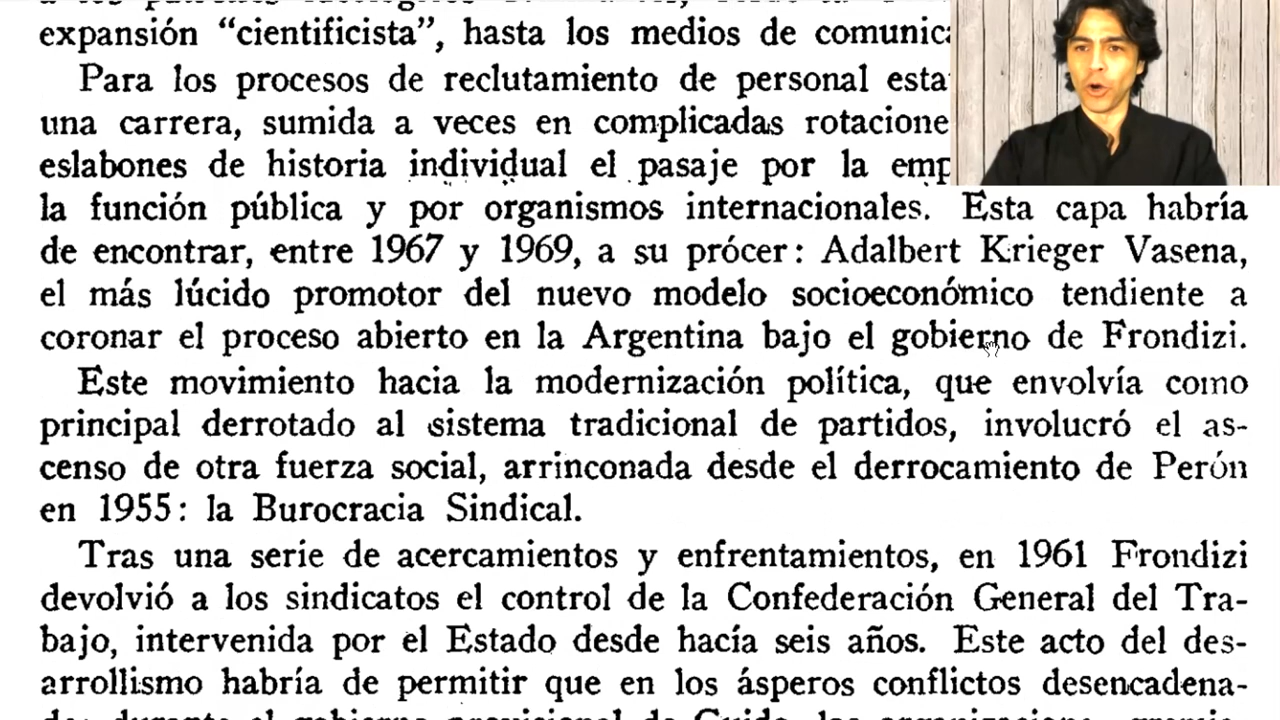 expansión “cientificista”, hasta los medios de
Para los procesos de reclutamiento de personal
una carrera, sumida a veces en complicadas
eslabones de historia individual el pasaje por la
la función pública y por organismos internacionales. Esta capa habría
de encontrar, entre 1967 y 1969, a su prócer: Adalbert Krieger Vasena,
el más lúcido promotor del nuevo modelo socioeconómico tendiente a
coronar el proceso abierto en la Argentina bajo el gobierno de Frondizi.
Este movimiento hacia la modernización política, que envolvía como
principal derrotado al sistema tradicional de partidos, involucró el as-
censo de otra fuerza social, arrinconada desde el derrocamiento de Perón
en 1955: la Burocracia Sindical.
Tras una serie de acercamientos y enfrentamientos, en 1961 Frondizi
devolvió a los sindicatos el control de la Confederación General del Tra-
bajo, intervenida por el Estado desde hacía seis años. Este acto del des-
arrollismo habría de permitir que en los ásperos conflictos desencadena-